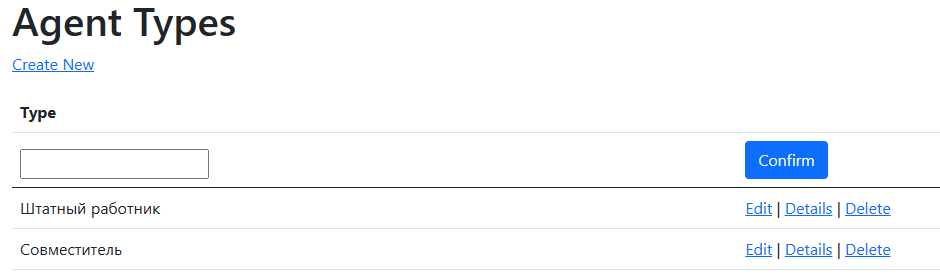 Agent Types
Create New
Type
Confirm
Штатный работник Edit | Details | Delete
Совместитель Edit | Details | Delete